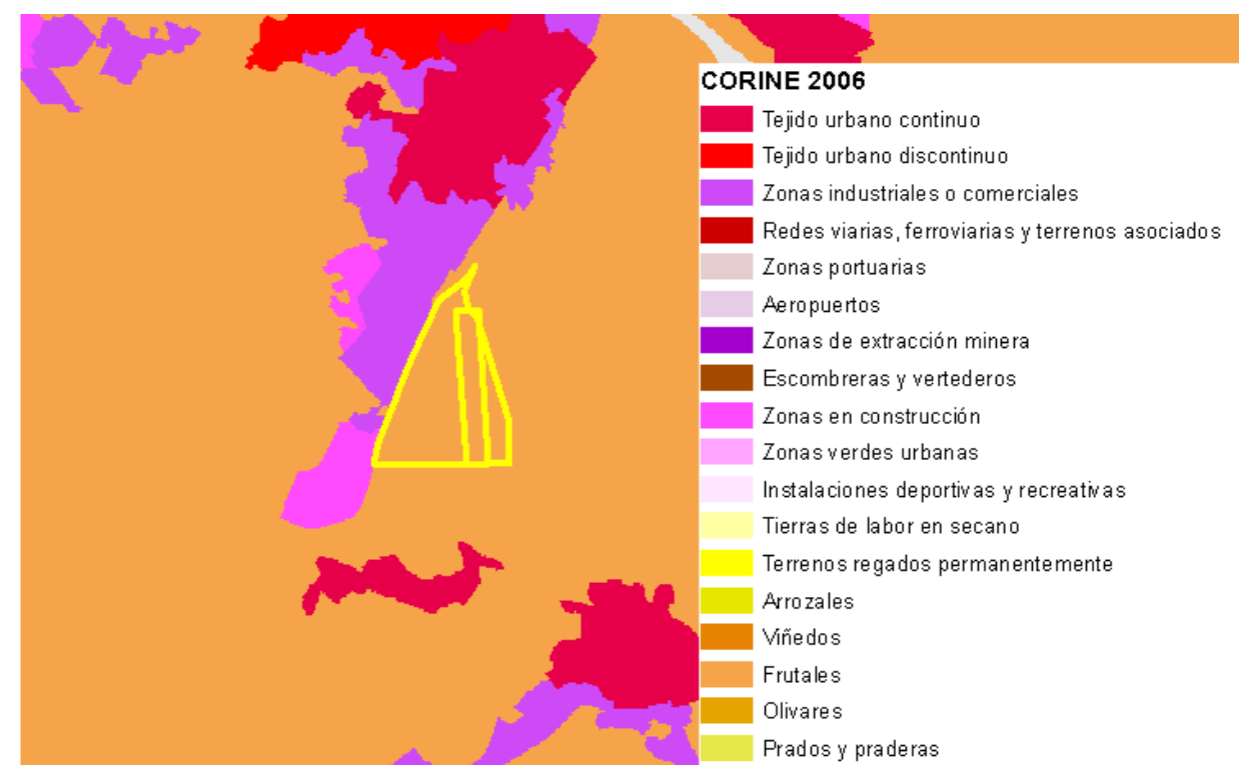 CORINE 2006
Tejido urbano continuo
Tejido urbano discontinuo
Zonas industriales o comerciales
Redes viarias, ferroviarias y terrenos asociados
Zonas portuarias
Aeropuertos
Zonas de extracción minera
Escombreras y vertederos
Zonas en construcción
Zonas verdes urbanas
Instalaciones deportivas y recreativas
Tierras de labor en secano
Terrenos regados permanentemente
Arrozales
Viñedos
Frutales
Olivares
Prados y praderas